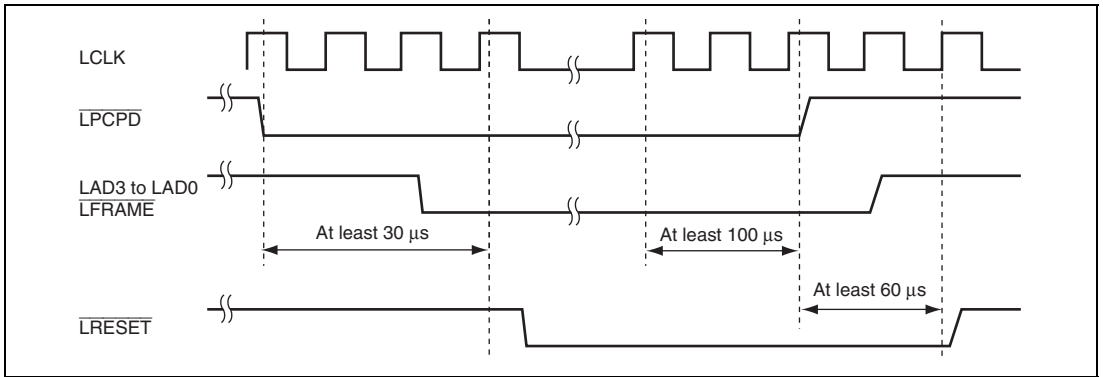 LCLK
LPCPD
LAD3 to LAD0
LFRAME
At least 30 µs
At least 100 µs
At least 60 µs
LRESET